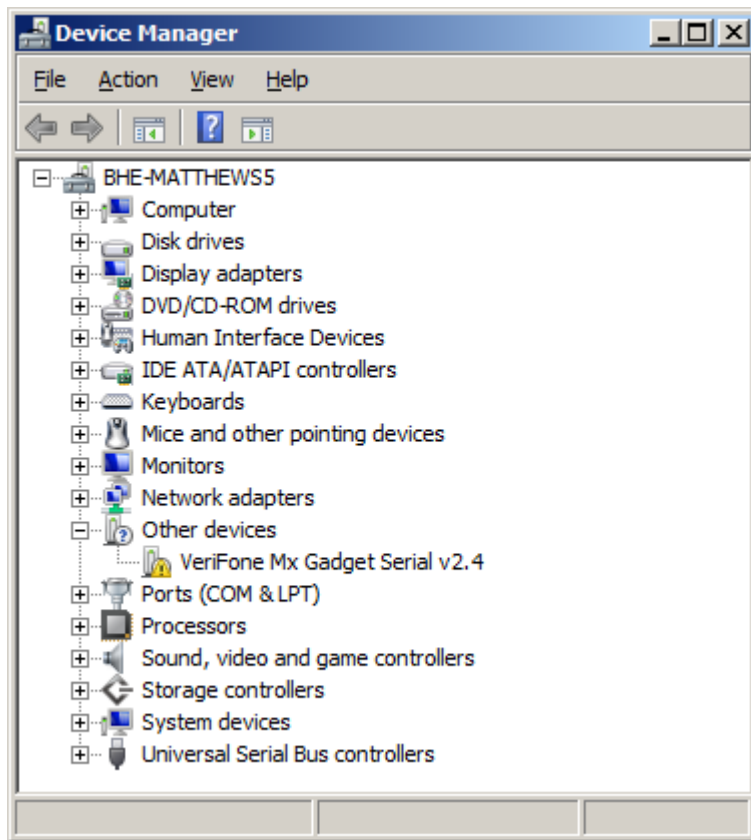 Device Manager
File Action View Help
BHE-MATTHEWS5
Computer
Disk drives
Display adapters
DVD/CD-ROM drives
Human Interface Devices
IDE ATA/ATAPI controllers
Keyboards
Mice and other pointing devices
Monitors
Network adapters
Other devices
VeriFone Mx Gadget Serial v2.4
Ports (COM & LPT)
Processors
Sound, video and game controllers
Storage controllers
System devices
Universal Serial Bus controllers